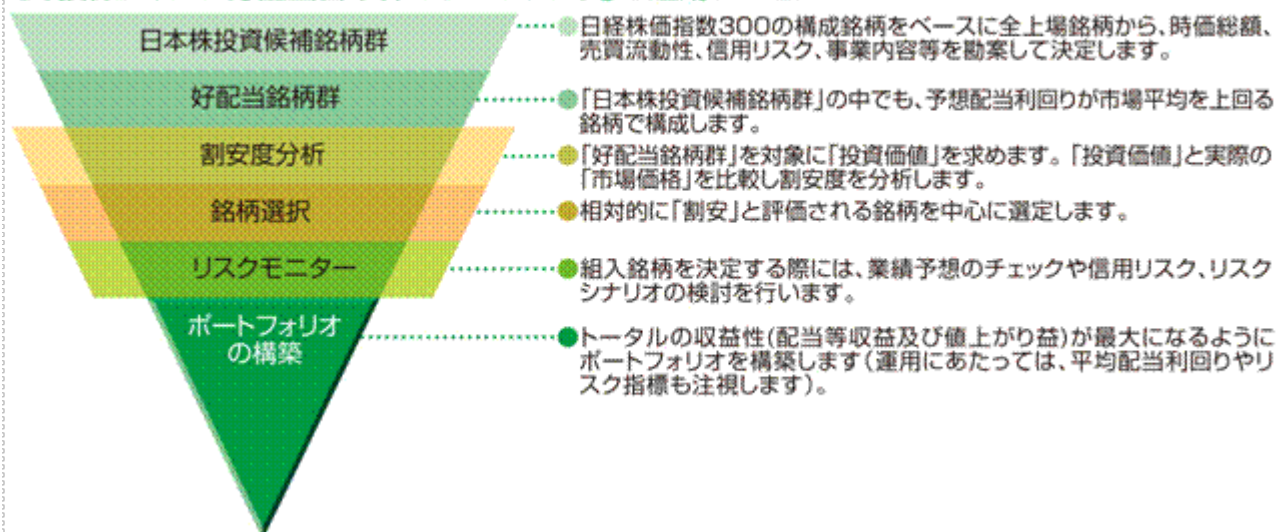 日本株投資候補銘柄群
日経株価指数300の構成銘柄をベースに全上場銘柄から、時価総額、
売買流動性、信用リスク、事業内容等を勘案して決定します。
好配当銘柄群
「日本株投資候補銘柄群」の中でも、予想配当利回りが市場平均を上回る
銘柄で構成します。
割安度分析
「好配当銘柄群」を対象に「投資価値」を求めます。「投資価値」と実際の
「市場価格」を比較し割安度を分析します。
銘柄選択
相対的に「割安」と評価される銘柄を中心に選定します。
リスクモニター
組入銘柄を決定する際には、業績予想のチェックや信用リスク、リスク
シナリオの検討を行います。
ポートフォリオ
の構築
トータルの収益性(配当等収益及び値上がり益)が最大になるように
ポートフォリオを構築します(運用にあたっては、平均配当利回りやリ
スク指標も注視します)。